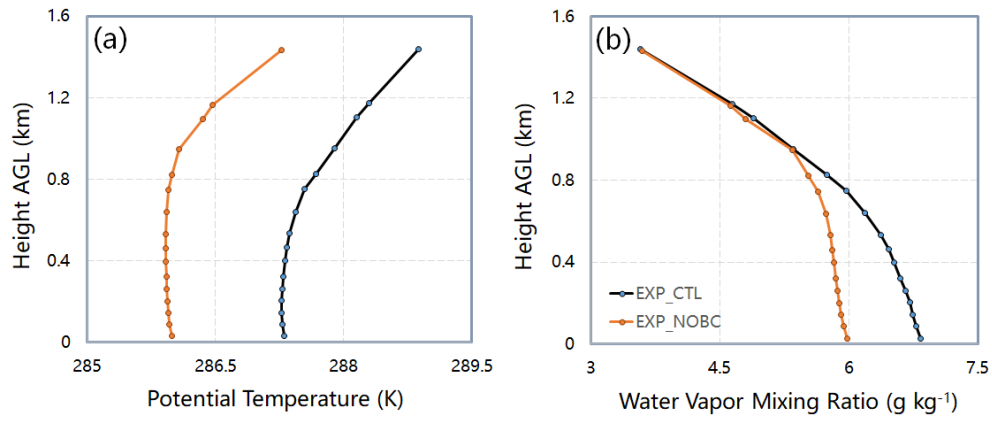 (a)
1.6
1.2
0.8
0.4
0
Height AGL (km)
285
286.5
288
289.5
Potential Temperature (K)
(b)
1.6
1.2
0.8
0.4
0
Height AGL (km)
EXP_CTL
EXP_NOBC
3
4.5
6
7.5
Water Vapor Mixing Ratio (g kg⁻¹)